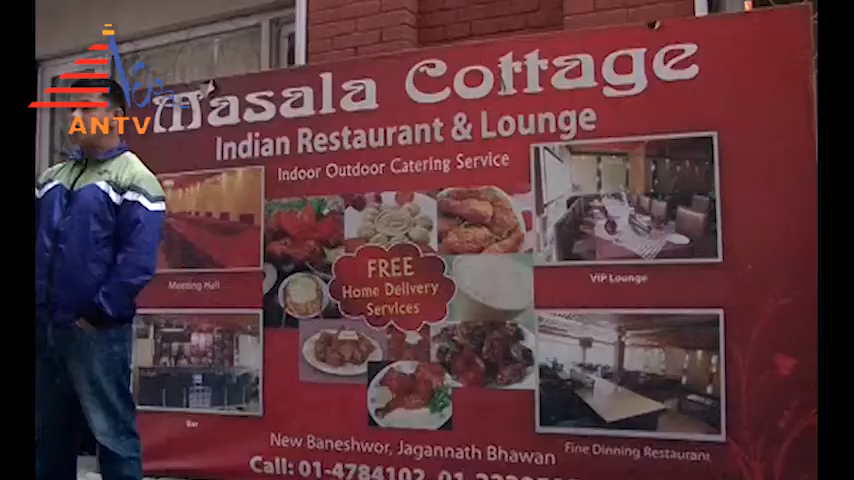 ANTV
Masala Cottage
Indian Restaurant & Lounge
Indoor Outdoor Catering Service
FREE
Home Delivery
Services
Meeting Hall
VIP Lounge
Bar
Fine Dinning Restaurant
New Baneshwor, Jagannath Bhawan
Call: 01-4784102,